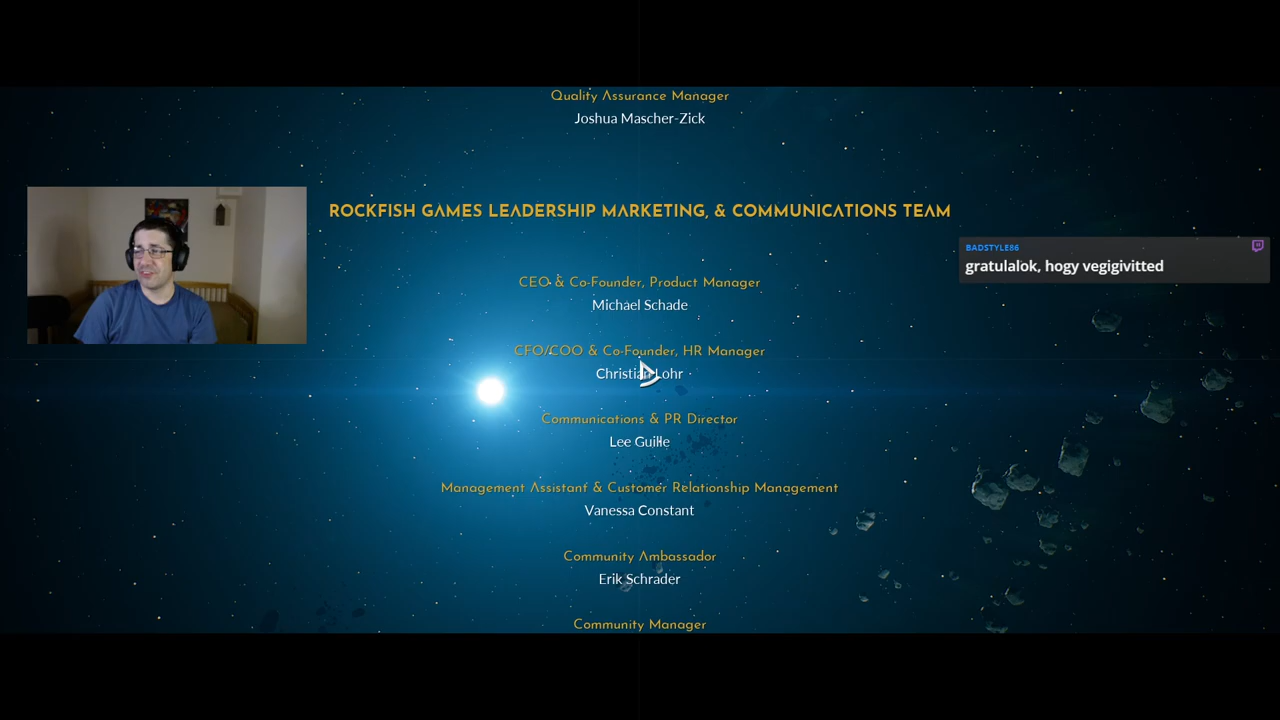 Quality Assurance Manager
Joshua Mascher-Zick
ROCKFISH GAMES LEADERSHIP MARKETING, & COMMUNICATIONS TEAM
CEO & Co-Founder, Product Manager
Michael Schade
CFO/COO & Co-Founder, HR Manager
Christian Lohr
Communications & PR Director
Lee Guille
Management Assistant & Customer Relationship Management
Vanessa Constant
Community Ambassador
Erik Schrader
Community Manager
BADSTYLE86
gratulalok, hogy vegigivitted